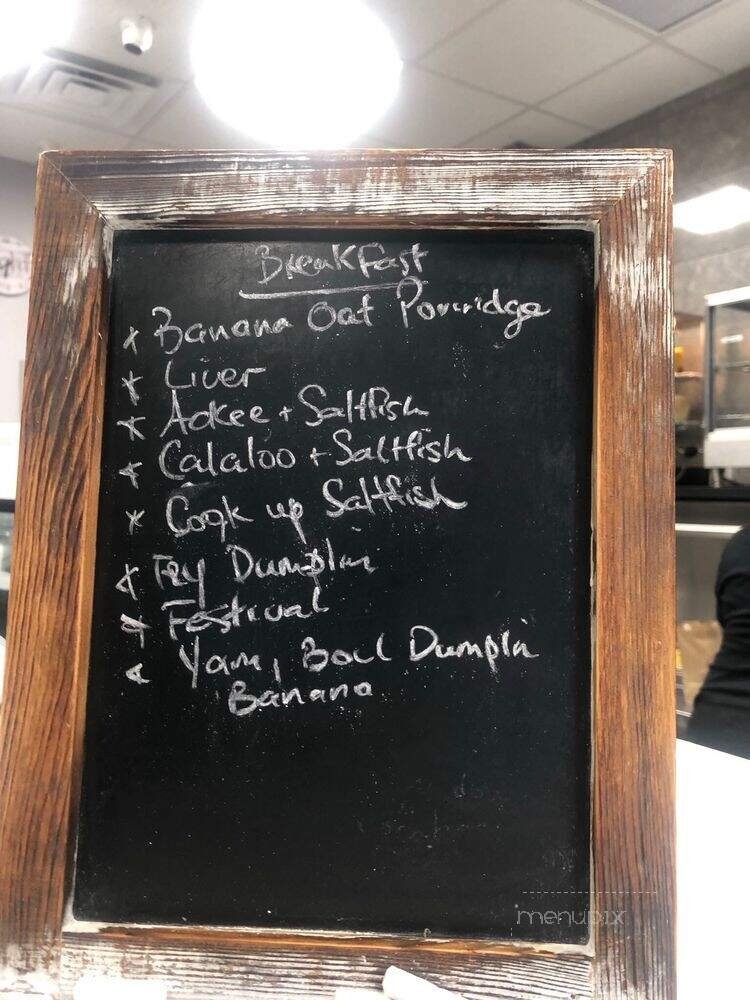 BreakFast
* Banana Oat Porridge
* Liver
* Ackee + Saltfish
* Calaloo + Saltfish
* Cook up Saltfish
* Fry Dumplin
* Festival
* Yam, Boil Dumplin
Banana
menupix